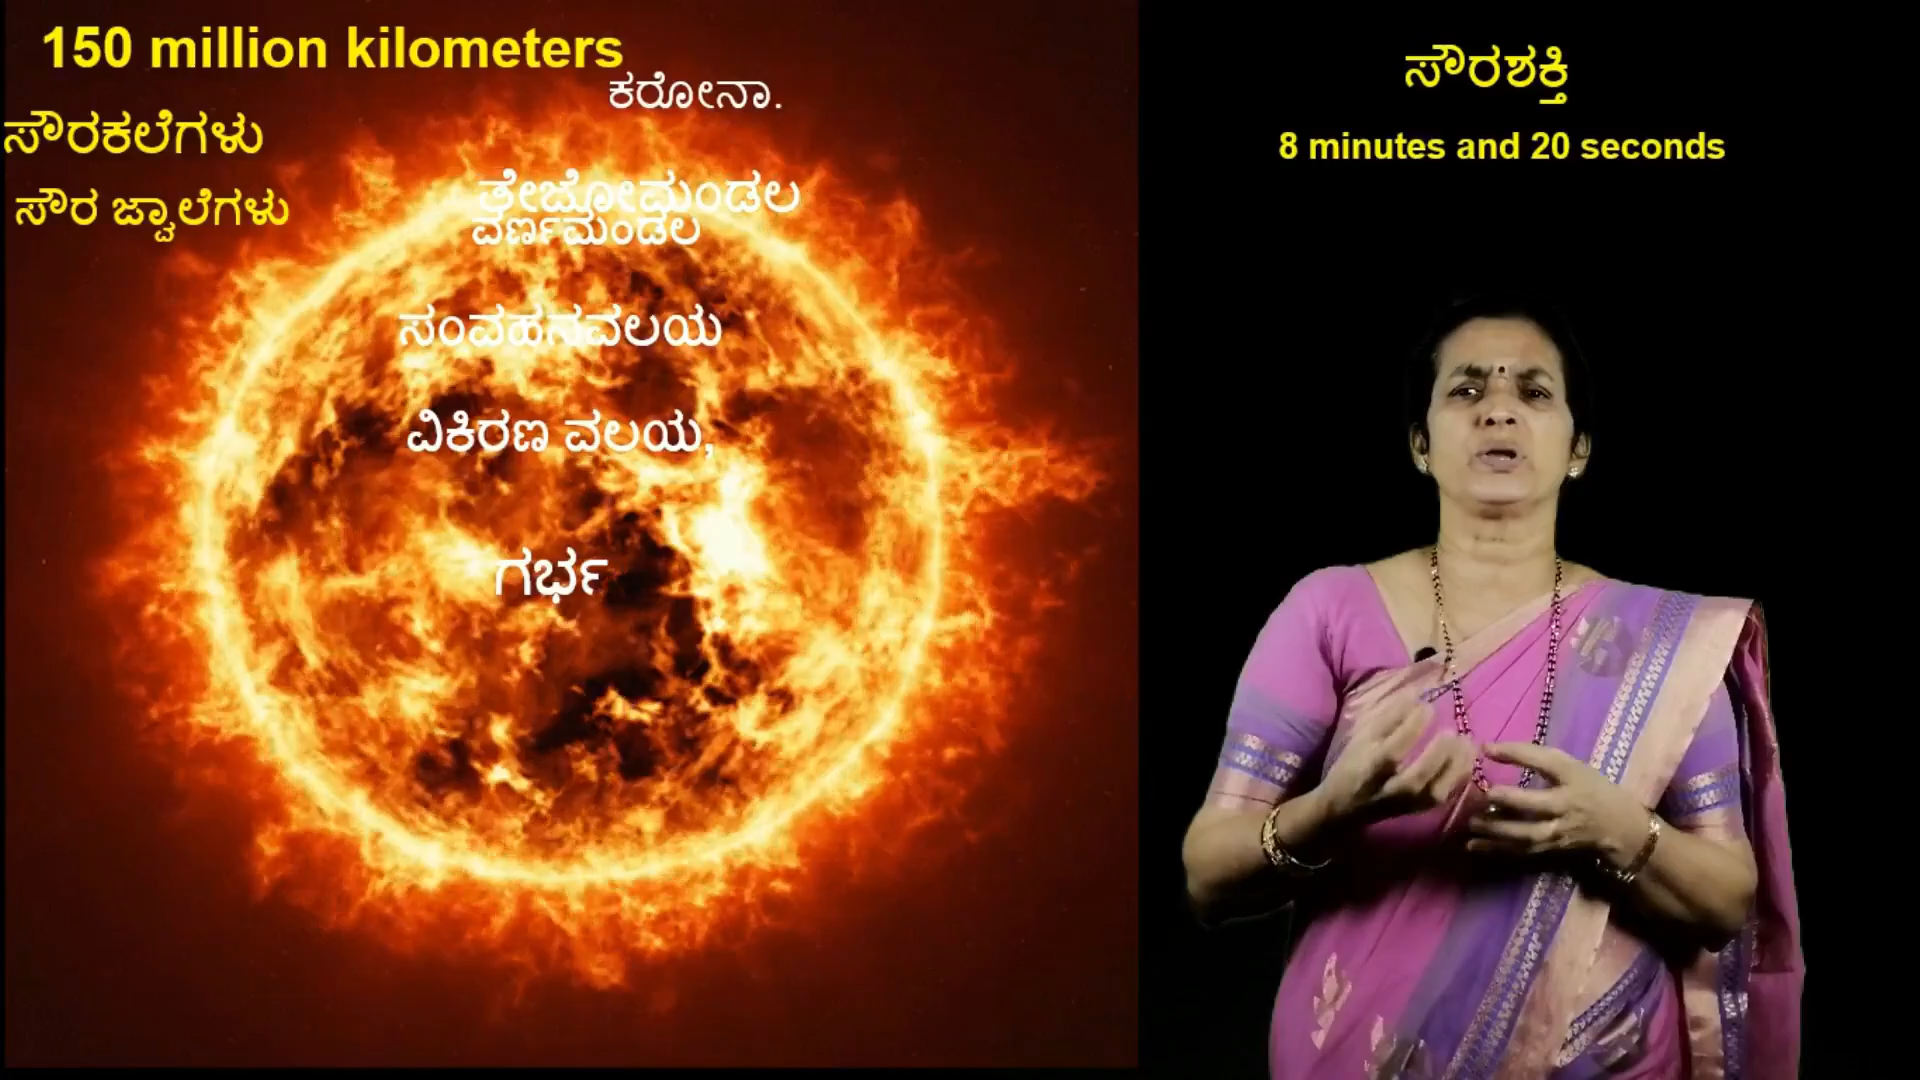 150 million kilometers
ಕರೋನಾ.
ಸೌರಕಲೆಗಳು
ಸೌರ ಜ್ವಾಲೆಗಳು
ತೇಜೋಮಂಡಲ
ವರ್ಣಮಂಡಲ
ಸಂವಹನವಲಯ
ವಿಕಿರಣ ವಲಯ,
ಗರ್ಭ
ಸೌರಶಕ್ತಿ
8 minutes and 20 seconds